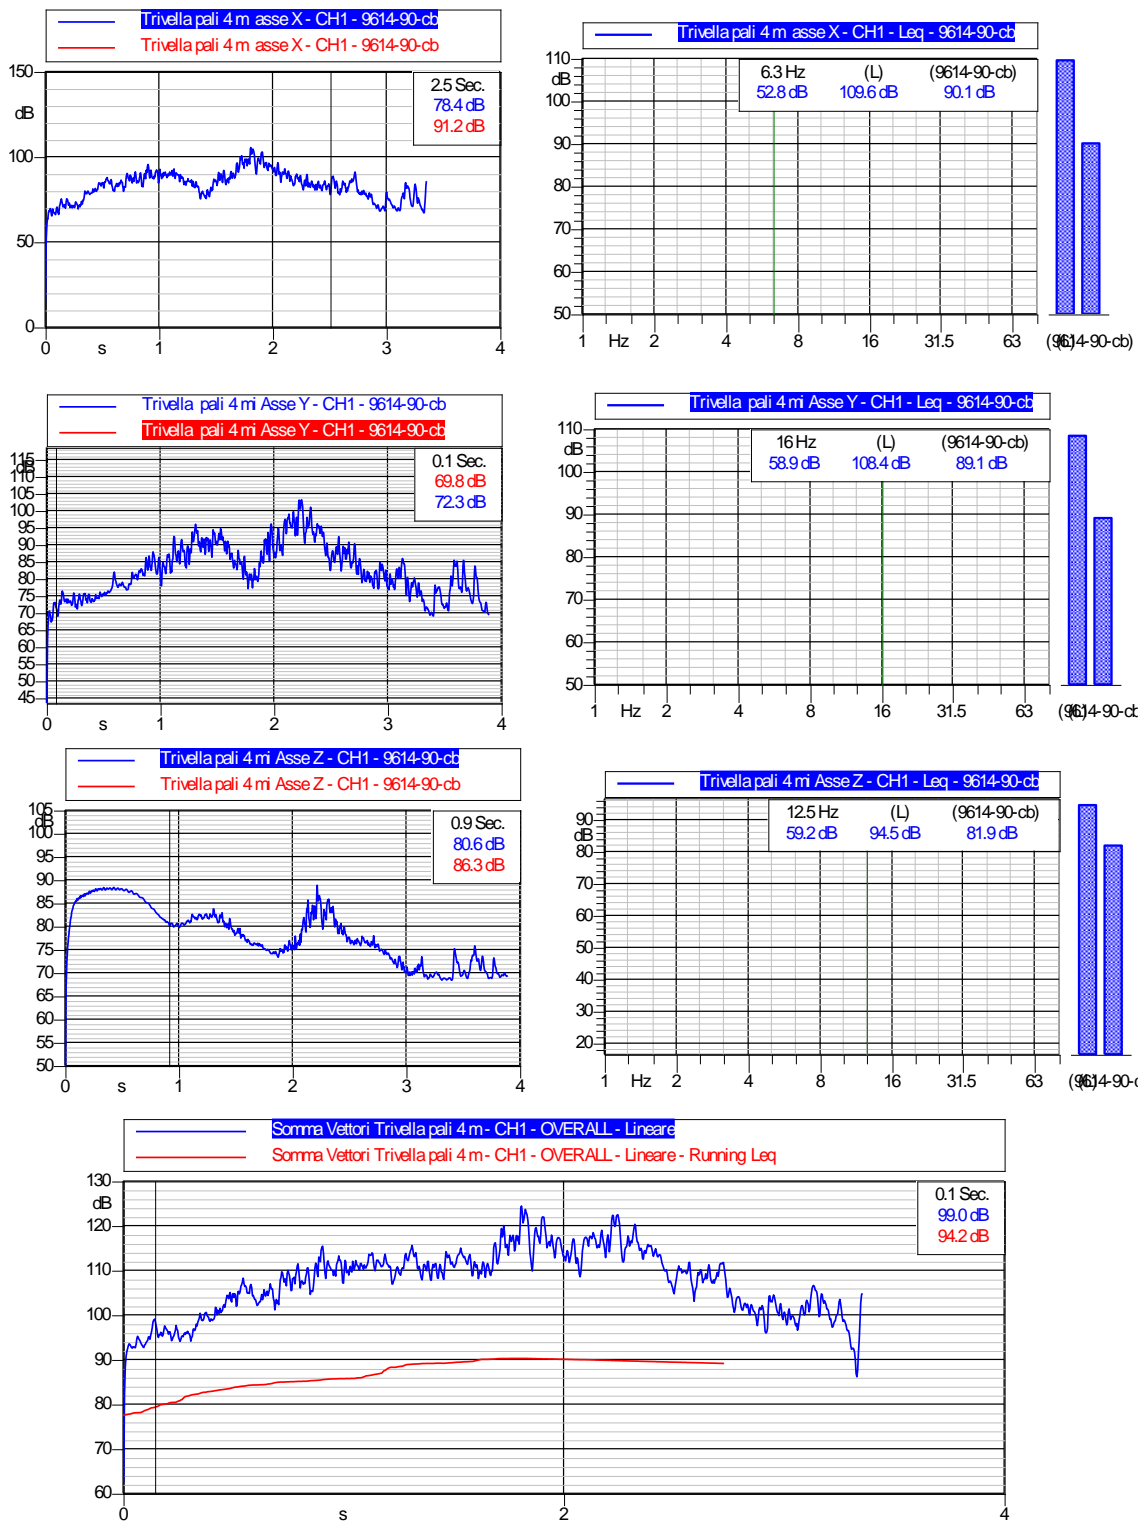 Trivella pali 4 m asse X - CH1 - 9614-90-cb
Trivella pali 4 m asse X - CH1 - 9614-90-cb
150
dB
100
50
0
2.5 Sec.
78.4 dB
91.2 dB
0 s 1 2 3 4
Trivella pali 4 m asse X - CH1 - Leq - 9614-90-cb
110
dB
100
90
80
70
60
50
6.3 Hz (L) (9614-90-cb)
52.8 dB 109.6 dB 90.1 dB
1 Hz 2 4 8 16 31.5 63
Trivella pali 4 mi Asse Y - CH1 - 9614-90-cb
Trivella pali 4 mi Asse Y - CH1 - 9614-90-cb
115
dB
110
105
100
95
90
85
80
75
70
65
60
55
50
45
0.1 Sec.
69.8 dB
72.3 dB
0 s 1 2 3 4
Trivella pali 4 mi Asse Y - CH1 - Leq - 9614-90-cb
110
dB
100
90
80
70
60
50
16 Hz (L) (9614-90-cb)
58.9 dB 108.4 dB 89.1 dB
1 Hz 2 4 8 16 31.5 63
Trivella pali 4 mi Asse Z - CH1 - 9614-90-cb
Trivella pali 4 mi Asse Z - CH1 - 9614-90-cb
105
dB
100
95
90
85
80
75
70
65
60
55
50
0.9 Sec.
80.6 dB
86.3 dB
0 s 1 2 3 4
Trivella pali 4 mi Asse Z - CH1 - Leq - 9614-90-cb
90
dB
80
70
60
50
40
30
20
12.5 Hz (L) (9614-90-cb)
59.2 dB 94.5 dB 81.9 dB
1 Hz 2 4 8 16 31.5 63
Somma Vettori Trivella pali 4 m - CH1 - OVERALL - Lineare
Somma Vettori Trivella pali 4 m - CH1 - OVERALL - Lineare - Running Leq
130
dB
120
110
100
90
80
70
60
0.1 Sec.
99.0 dB
94.2 dB
0 s 2 4